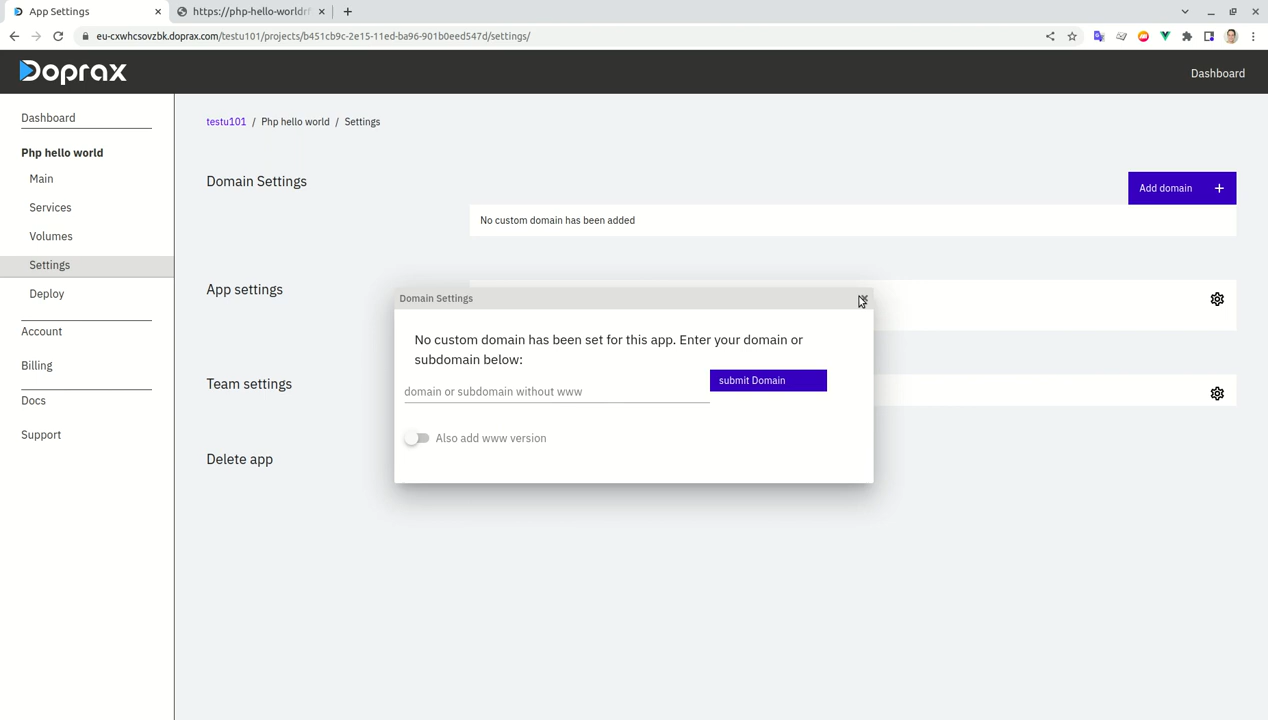 App Settings
https://php-hello-worldrf
eu-cxwhcsovzbk.doprax.com/testu101/projects/b451cb9c-2e15-11ed-ba96-901b0eed547d/settings/
Doprax
Dashboard
Dashboard
testu101 / Php hello world / Settings
Php hello world
Main
Services
Volumes
Settings
Deploy
Account
Billing
Docs
Support
Domain Settings
Add domain +
No custom domain has been added
App settings
Domain Settings
No custom domain has been set for this app. Enter your domain or
subdomain below:
domain or subdomain without www
submit Domain
Also add www version
Team settings
Delete app